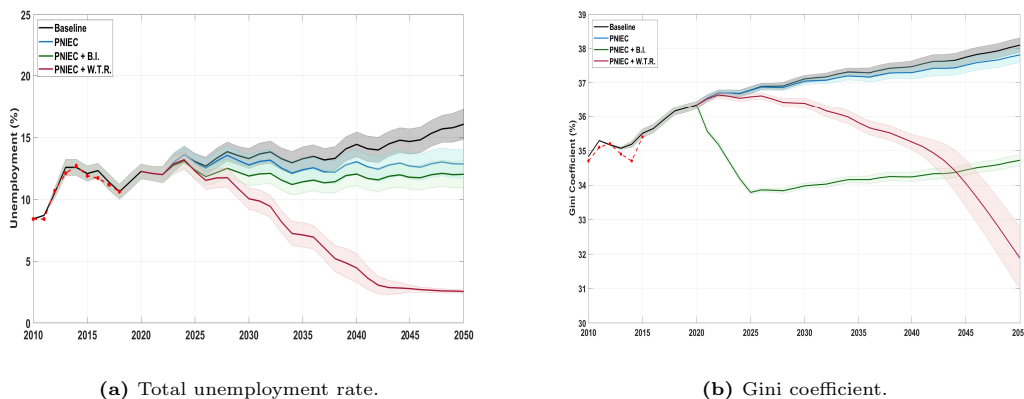 25
20
15
10
5
0
Unemployment (%)
Baseline
PNIEC
PNIEC + B.I.
PNIEC + W.T.R.
2010 2015 2020 2025 2030 2035 2040 2045 2050
(a) Total unemployment rate.
39
38
37
36
35
34
33
32
31
30
Gini Coefficient (%)
Baseline
PNIEC
PNIEC + B.I.
PNIEC + W.T.R.
2010 2015 2020 2025 2030 2035 2040 2045 205
(b) Gini coefficient.